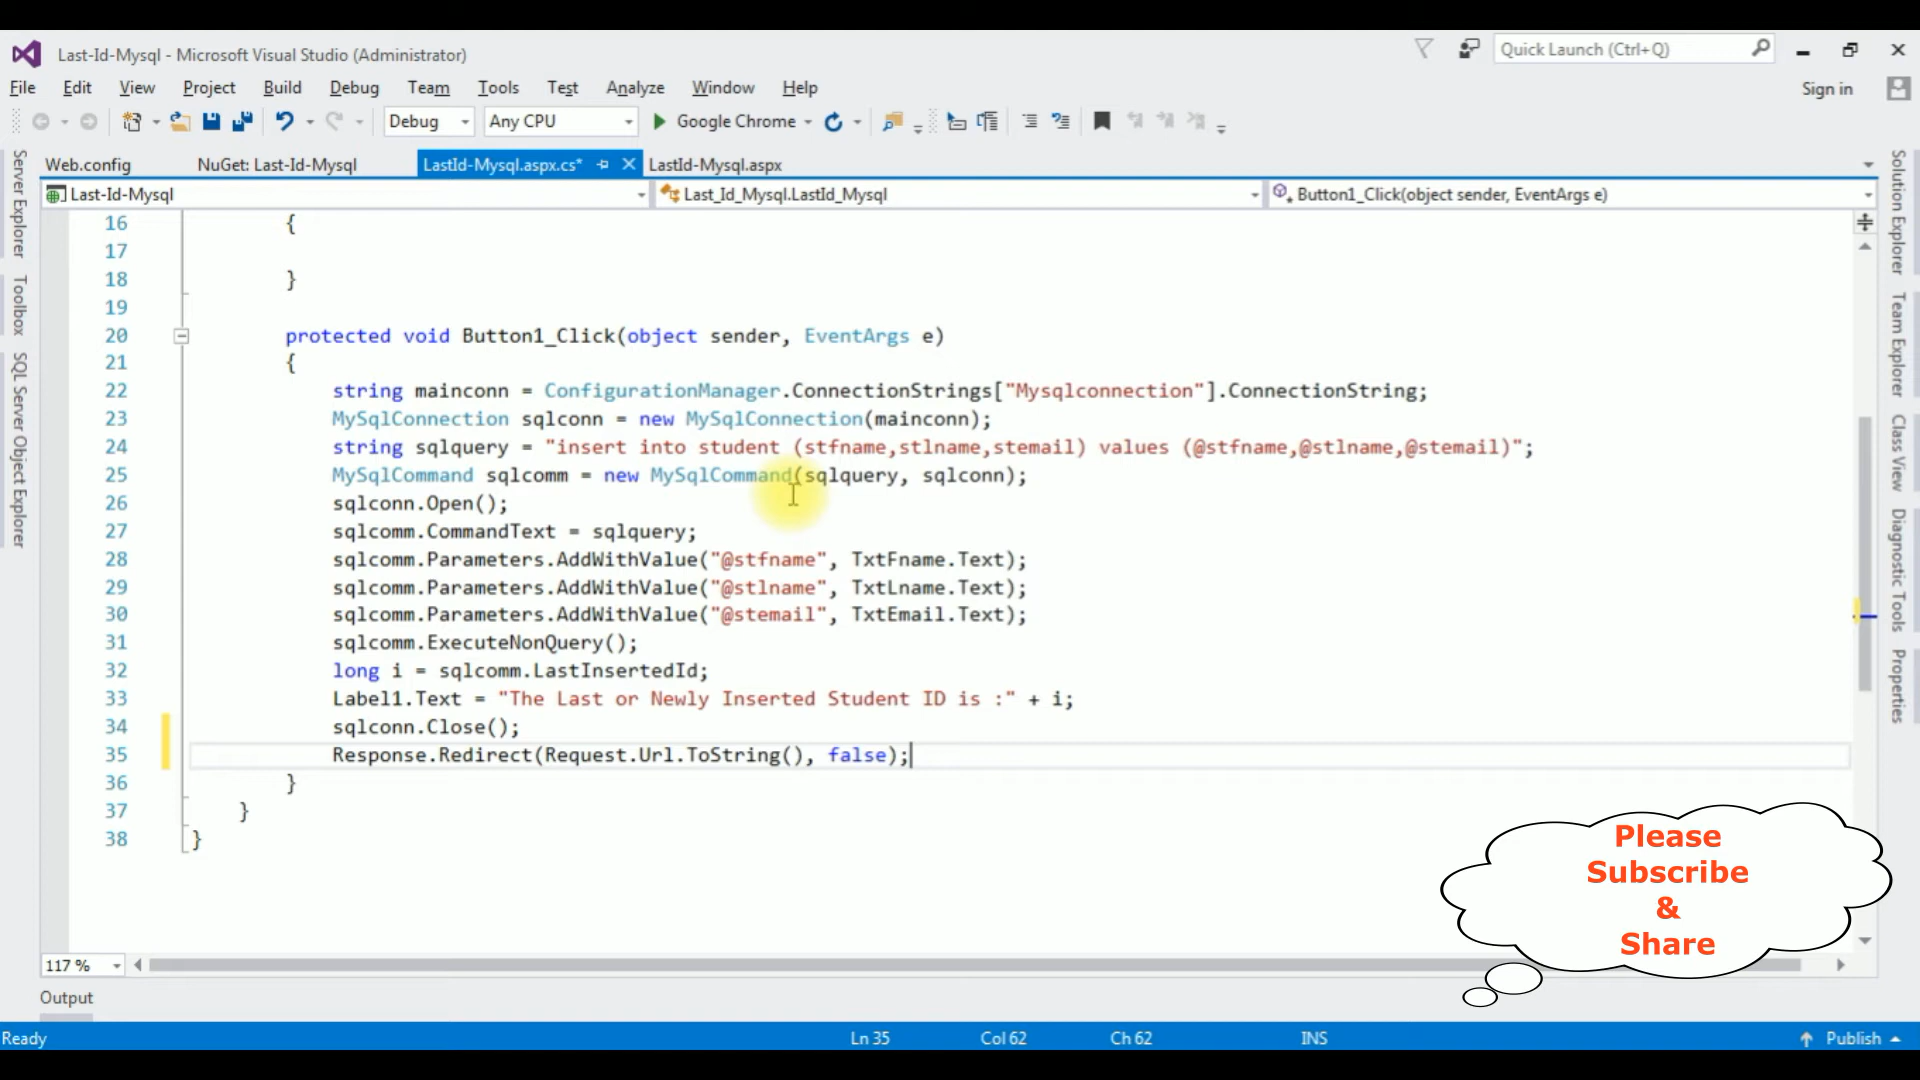 Last-Id-Mysql - Microsoft Visual Studio (Administrator)
Quick Launch (Ctrl+Q)
File Edit View Project Build Debug Team Tools Test Analyze Window Help
Sign in
Debug Any CPU Google Chrome
Web.config NuGet: Last-Id-Mysql LastId-Mysql.aspx.cs* LastId-Mysql.aspx
Last-Id-Mysql Last_Id_Mysql.LastId_Mysql Button1_Click(object sender, EventArgs e)
Server Explorer
Toolbox
SQL Server Object Explorer
16 {
17
18 }
19
20 protected void Button1_Click(object sender, EventArgs e)
21 {
22 string mainconn = ConfigurationManager.ConnectionStrings["Mysqlconnection"].ConnectionString;
23 MySqlConnection sqlconn = new MySqlConnection(mainconn);
24 string sqlquery = "insert into student (stfname,stlname,stemail) values (@stfname,@stlname,@stemail)";
25 MySqlCommand sqlcomm = new MySqlCommand(sqlquery, sqlconn);
26 sqlconn.Open();
27 sqlcomm.CommandText = sqlquery;
28 sqlcomm.Parameters.AddWithValue("@stfname", TxtFname.Text);
29 sqlcomm.Parameters.AddWithValue("@stlname", TxtLname.Text);
30 sqlcomm.Parameters.AddWithValue("@stemail", TxtEmail.Text);
31 sqlcomm.ExecuteNonQuery();
32 long i = sqlcomm.LastInsertedId;
33 Label1.Text = "The Last or Newly Inserted Student ID is :" + i;
34 sqlconn.Close();
35 Response.Redirect(Request.Url.ToString(), false);
36 }
37 }
38 }
Solution Explorer
Team Explorer
Class View
Diagnostic Tools
Properties
Please
Subscribe
&
Share
117 %
Output
Ready Ln 35 Col 62 Ch 62 INS Publish